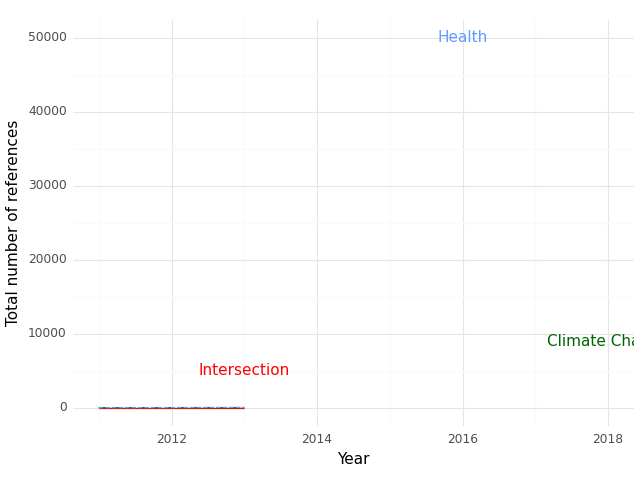 50000
Health
40000
30000
20000
10000
Climate Cha
Intersection
0
2012
2014
2016
2018
Year
Total number of references